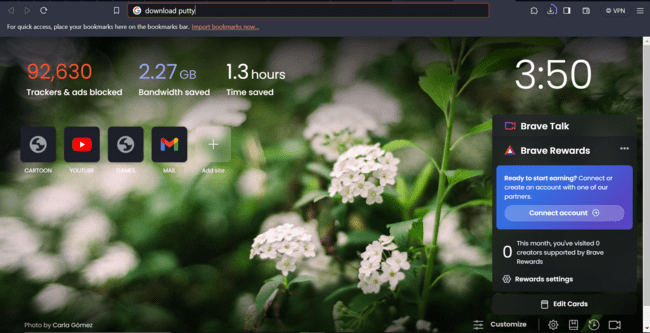 download putty
VPN
For quick access, place your bookmarks here on the bookmarks bar. Import bookmarks now...
92,630
Trackers & ads blocked
2.27 GB
Bandwidth saved
1.3 hours
Time saved
3:50
CARTOON
YOUTUBE
GAMES
Add site
Brave Talk
Brave Rewards
Ready to start earning? Connect or
create an account with one of our
partners.
Connect account
0
This month, you've visited 0
creators supported by Brave
Rewards
Rewards settings
Edit Cards
Photo by Carla Gómez
Customize